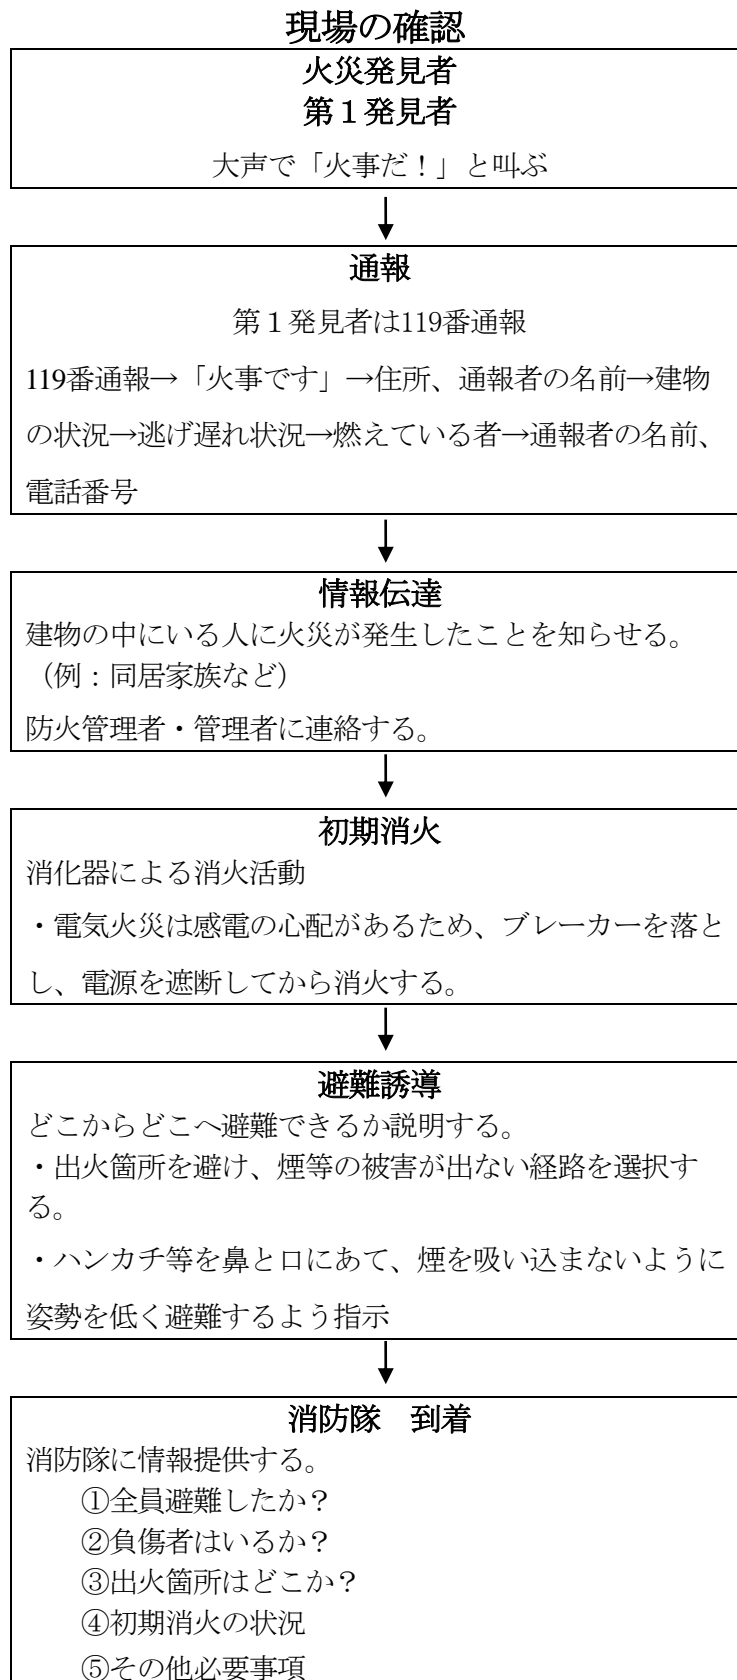 現場の確認
火災発見者
第１発見者
大声で「火事だ！」と叫ぶ
通報
第１発見者は119番通報
119番通報→「火事です」→住所、通報者の名前→建物
の状況→逃げ遅れ状況→燃えている者→通報者の名前、
電話番号
情報伝達
建物の中にいる人に火災が発生したことを知らせる。
（例：同居家族など）
防火管理者・管理者に連絡する。
初期消火
消化器による消火活動
・電気火災は感電の心配があるため、ブレーカーを落と
し、電源を遮断してから消火する。
避難誘導
どこからどこへ避難できるか説明する。
・出火箇所を避け、煙等の被害が出ない経路を選択す
る。
・ハンカチ等を鼻と口にあて、煙を吸い込まないように
姿勢を低く避難するよう指示
消防隊　到着
消防隊に情報提供する。
①全員避難したか？
②負傷者はいるか？
③出火箇所はどこか？
④初期消火の状況
⑤その他必要事項